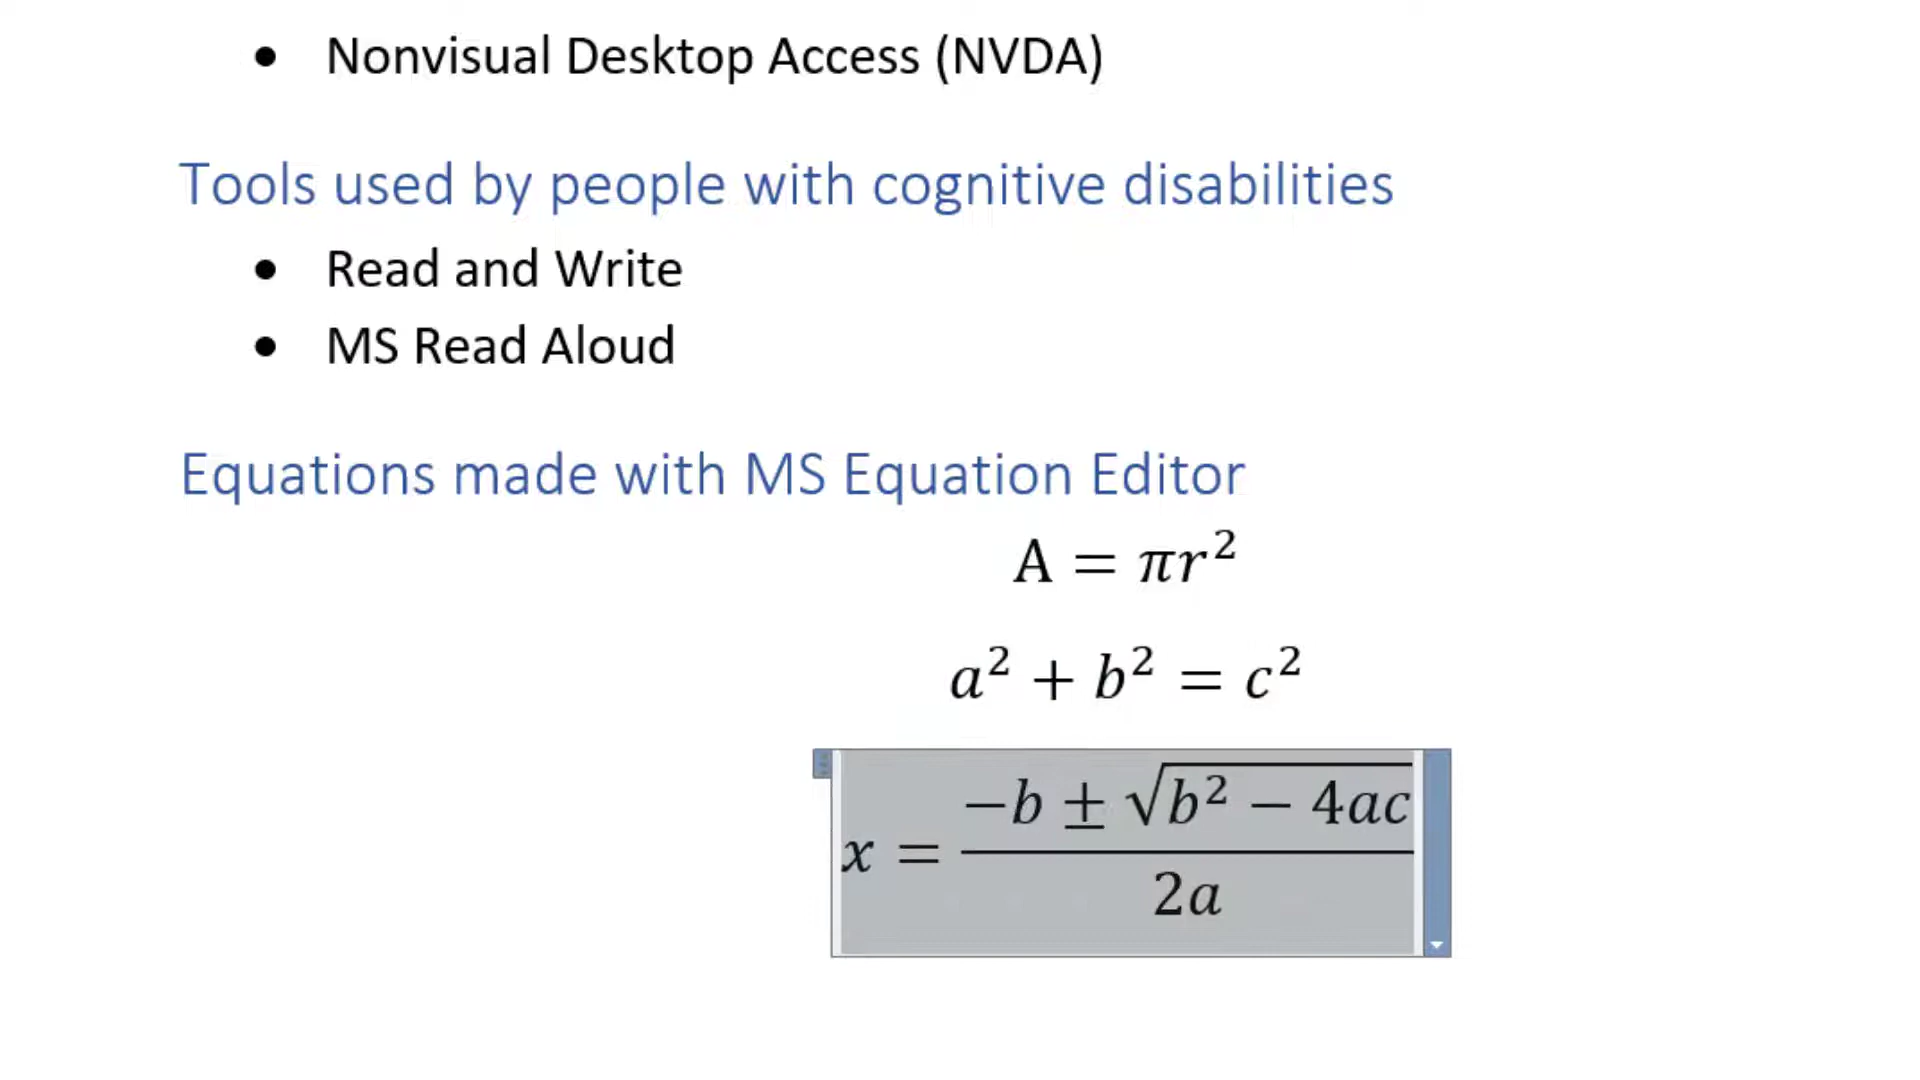 • Nonvisual Desktop Access (NVDA)
Tools used by people with cognitive disabilities
• Read and Write
• MS Read Aloud
Equations made with MS Equation Editor
A = πr²
a² + b² = c²
x = (−b ± √(b² − 4ac)) / 2a